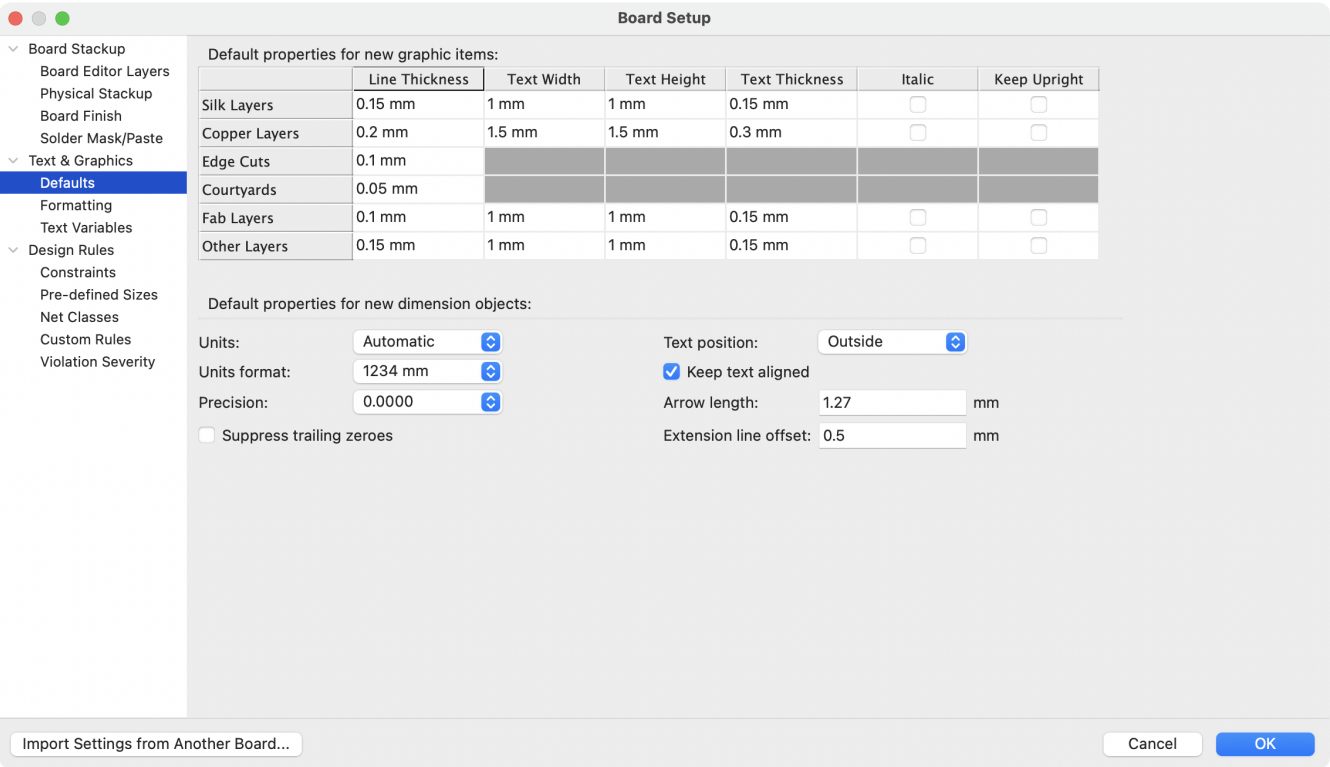 Board Setup
Board Stackup
Board Editor Layers
Physical Stackup
Board Finish
Solder Mask/Paste
Text & Graphics
Defaults
Formatting
Text Variables
Design Rules
Constraints
Pre-defined Sizes
Net Classes
Custom Rules
Violation Severity
Default properties for new graphic items:
Line Thickness Text Width Text Height Text Thickness Italic Keep Upright
Silk Layers 0.15 mm 1 mm 1 mm 0.15 mm
Copper Layers 0.2 mm 1.5 mm 1.5 mm 0.3 mm
Edge Cuts 0.1 mm
Courtyards 0.05 mm
Fab Layers 0.1 mm 1 mm 1 mm 0.15 mm
Other Layers 0.15 mm 1 mm 1 mm 0.15 mm
Default properties for new dimension objects:
Units: Automatic Text position: Outside
Units format: 1234 mm Keep text aligned
Precision: 0.0000 Arrow length: 1.27 mm
Suppress trailing zeroes Extension line offset: 0.5 mm
Import Settings from Another Board... Cancel OK